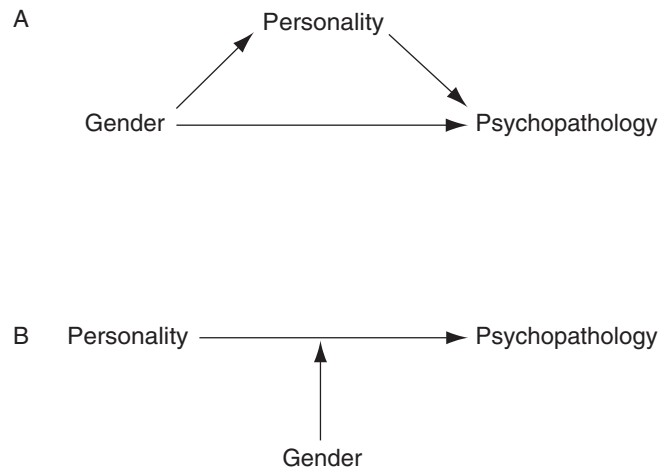 A
Personality
Gender
Psychopathology
B Personality
Psychopathology
Gender